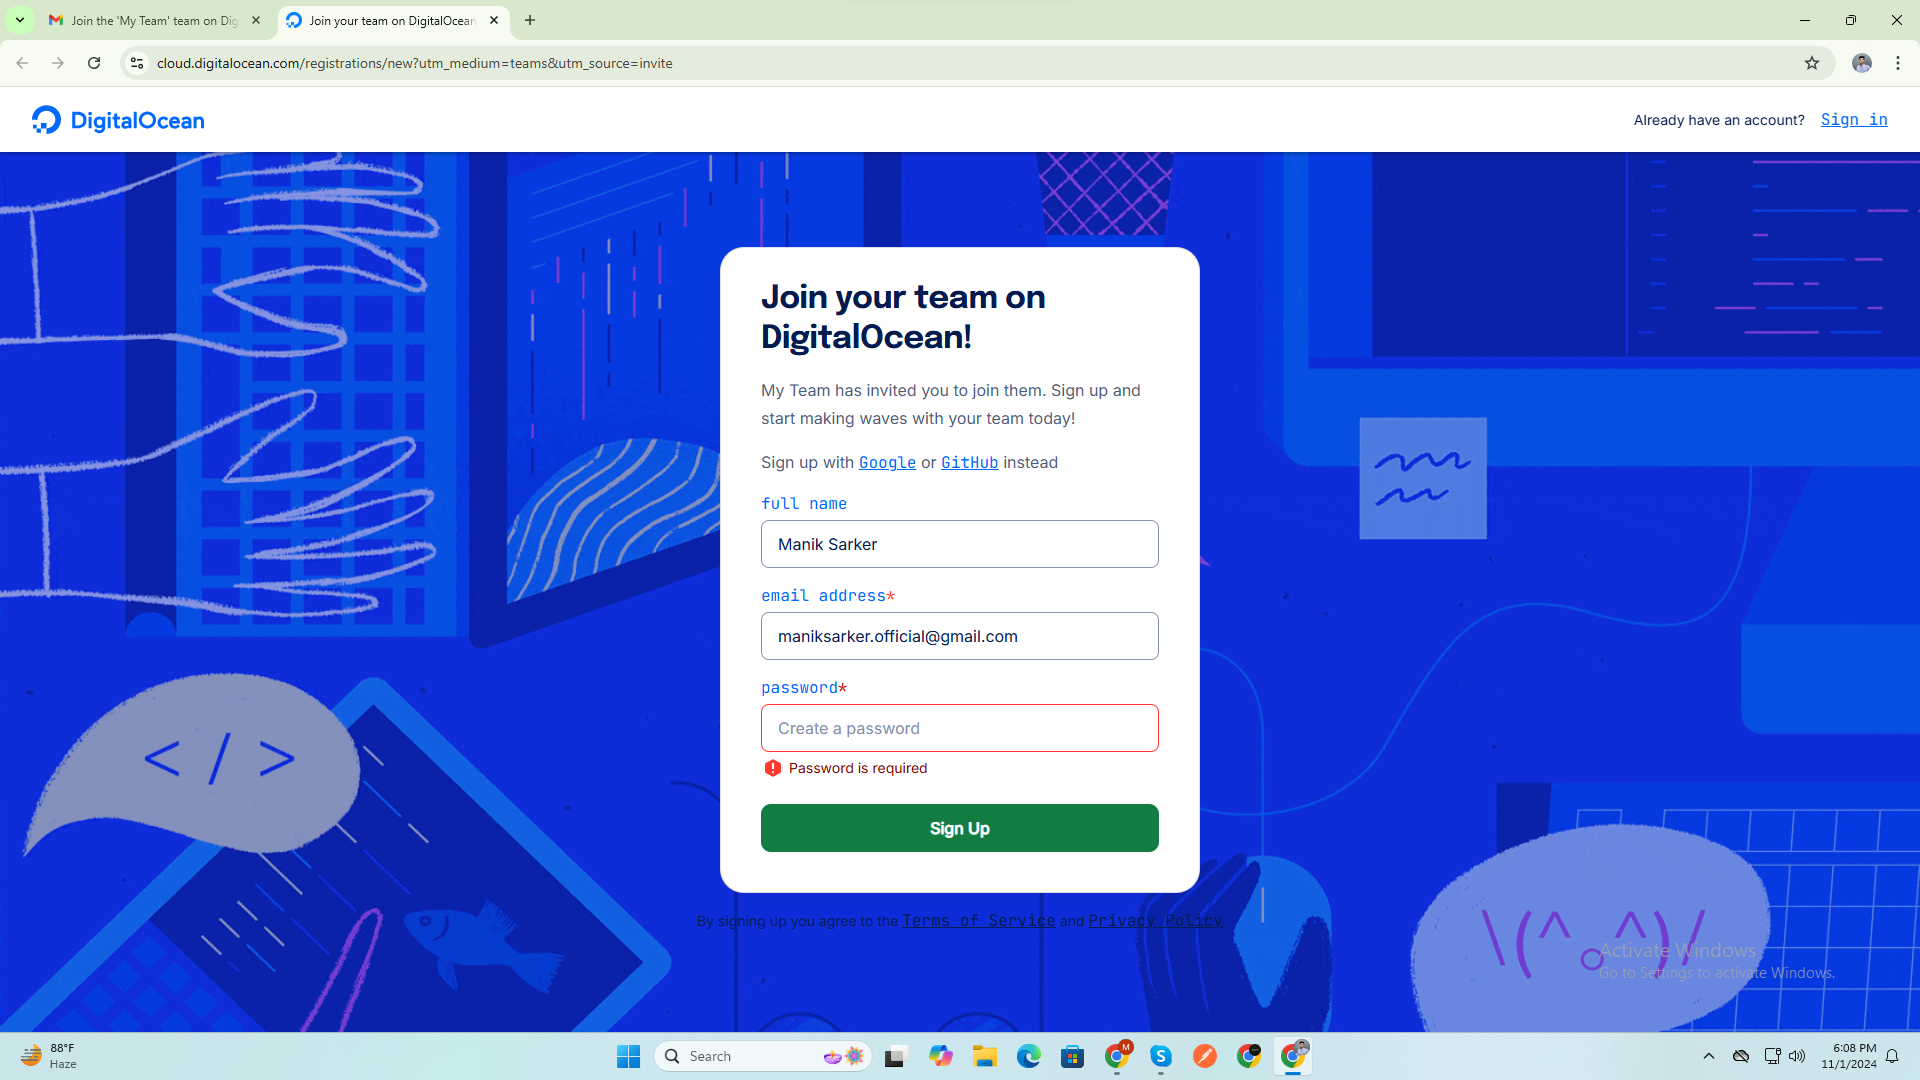 Join the 'My Team' team on Dig
Join your team on DigitalOcean
cloud.digitalocean.com/registrations/new?utm_medium=teams&utm_source=invite
DigitalOcean
Already have an account? Sign in
Join your team on
DigitalOcean!
My Team has invited you to join them. Sign up and
start making waves with your team today!
Sign up with Google or GitHub instead
full name
Manik Sarker
email address*
maniksarker.official@gmail.com
password*
Create a password
Password is required
Sign Up
By signing up you agree to the Terms of Service and Privacy Policy
</>
\(^o^)/
Activate Windows
Go to Settings to activate Windows.
88°F
Haze
Search
M
6:08 PM
11/1/2024